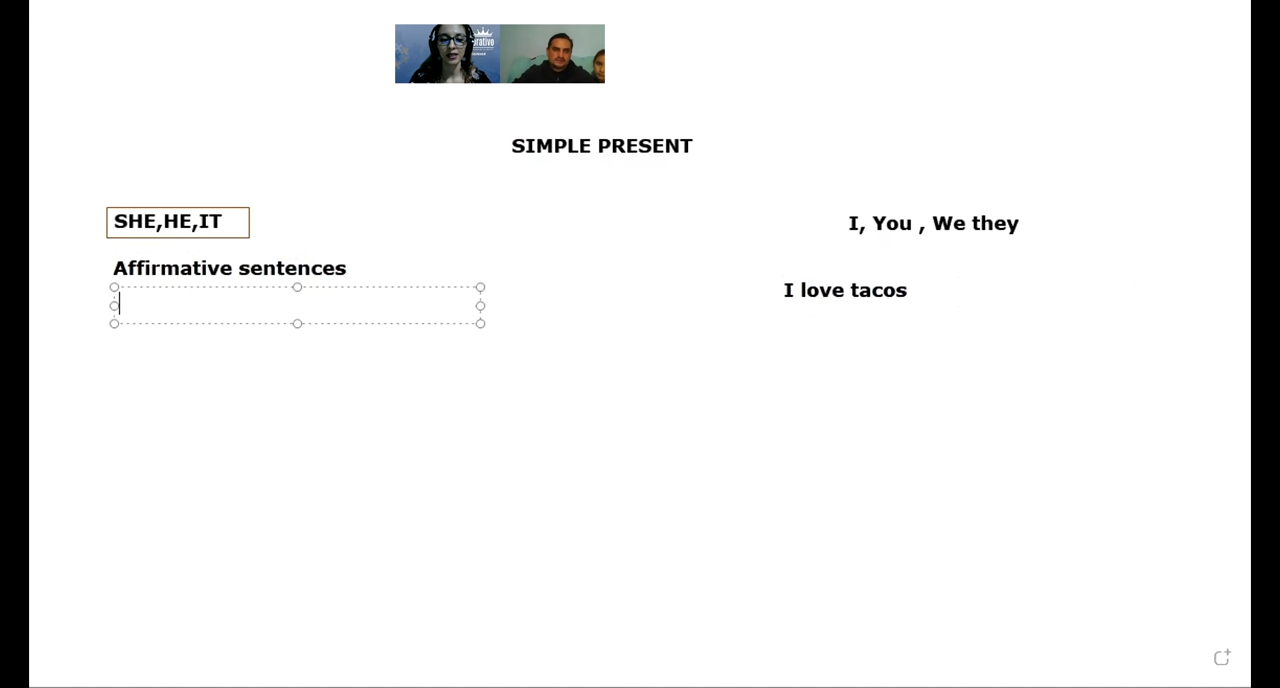 SIMPLE PRESENT
SHE,HE,IT
I, You , We they
Affirmative sentences
I love tacos